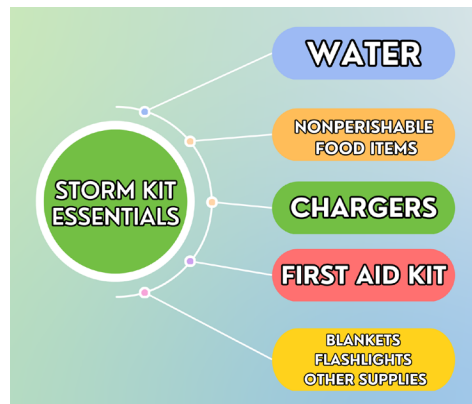 STORM KIT
ESSENTIALS
WATER
NONPERISHABLE
FOOD ITEMS
CHARGERS
FIRST AID KIT
BLANKETS
FLASHLIGHTS
OTHER SUPPLIES